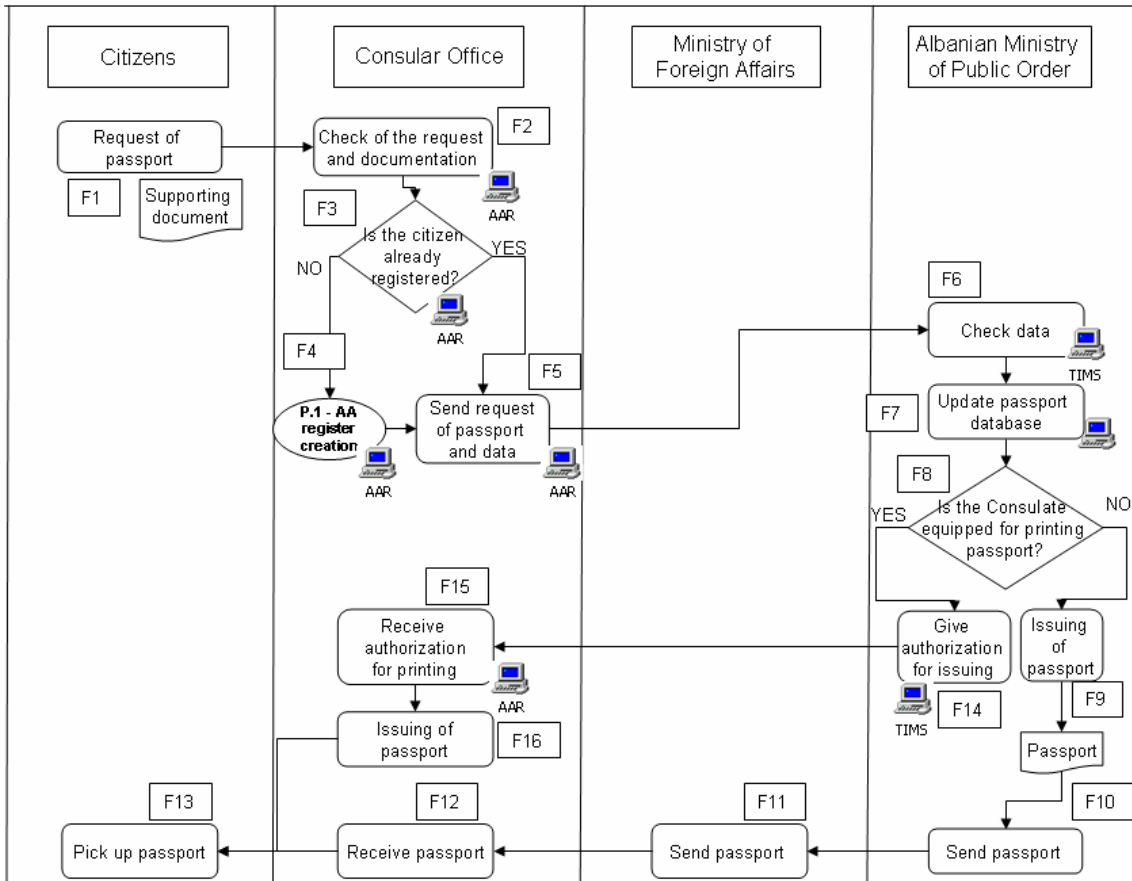 Citizens
Consular Office
Ministry of
Foreign Affairs
Albanian Ministry
of Public Order
Request of
passport
F1
Supporting
document
F2
Check of the request
and documentation
AAR
F3
Is the citizen
already
registered?
NO
YES
AAR
F4
P.1 - AA
register
creation
AAR
F5
Send request
of passport
and data
AAR
F6
Check data
TIMS
F7
Update passport
database
F8
Is the Consulate
equipped for printing
passport?
YES
NO
F15
Receive
authorization
for printing
AAR
Give
authorization
for issuing
TIMS
F14
Issuing
of
passport
F9
Issuing of
passport
F16
Passport
F10
F13
Pick up passport
F12
Receive passport
F11
Send passport
Send passport